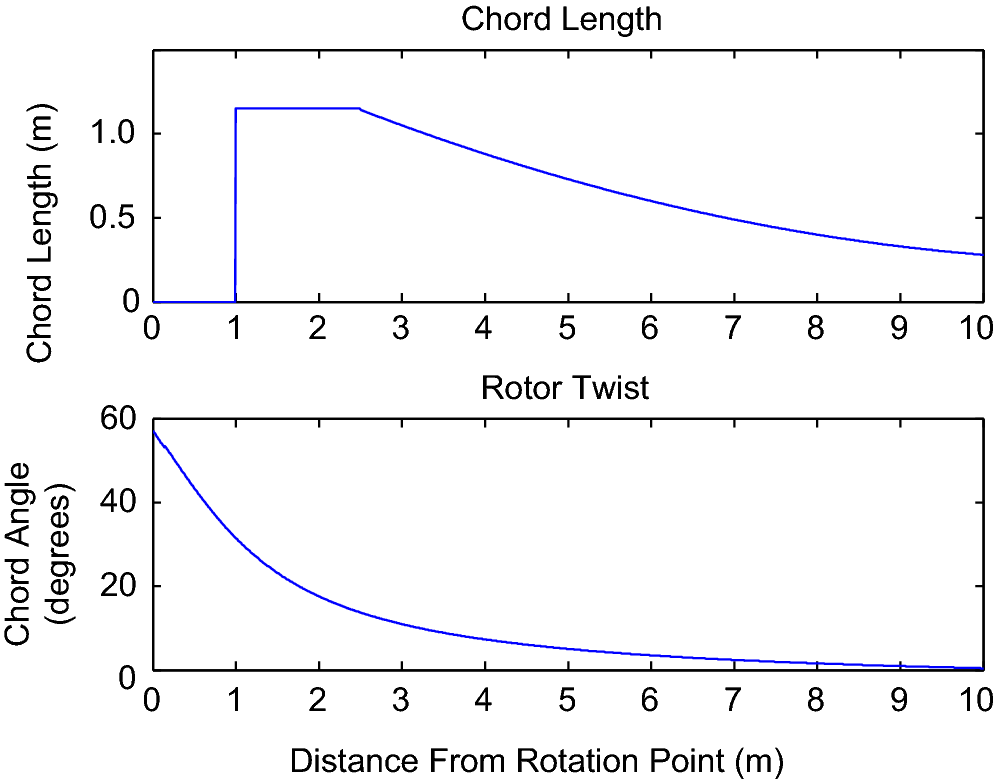 Chord Length
Chord Length (m)
1.0
0.5
0
0 1 2 3 4 5 6 7 8 9 10
Rotor Twist
Chord Angle
(degrees)
60
40
20
0
0 1 2 3 4 5 6 7 8 9 10
Distance From Rotation Point (m)